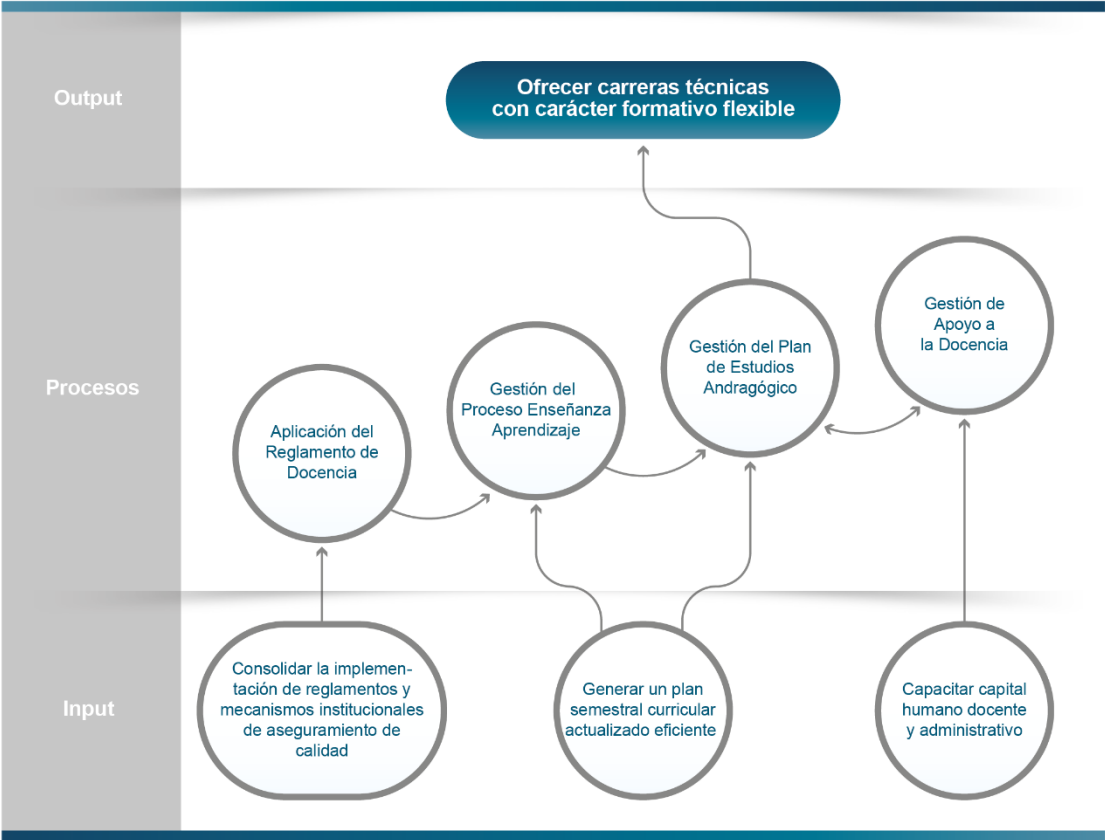 Output
Ofrecer carreras técnicas
con carácter formativo flexible
Procesos
Aplicación del
Reglamento de
Docencia
Gestión del
Proceso Enseñanza
Aprendizaje
Gestión del Plan
de Estudios
Andragógico
Gestión de
Apoyo a
la Docencia
Input
Consolidar la implemen-
tación de reglamentos y
mecanismos institucionales
de aseguramiento de
calidad
Generar un plan
semestral curricular
actualizado eficiente
Capacitar capital
humano docente
y administrativo